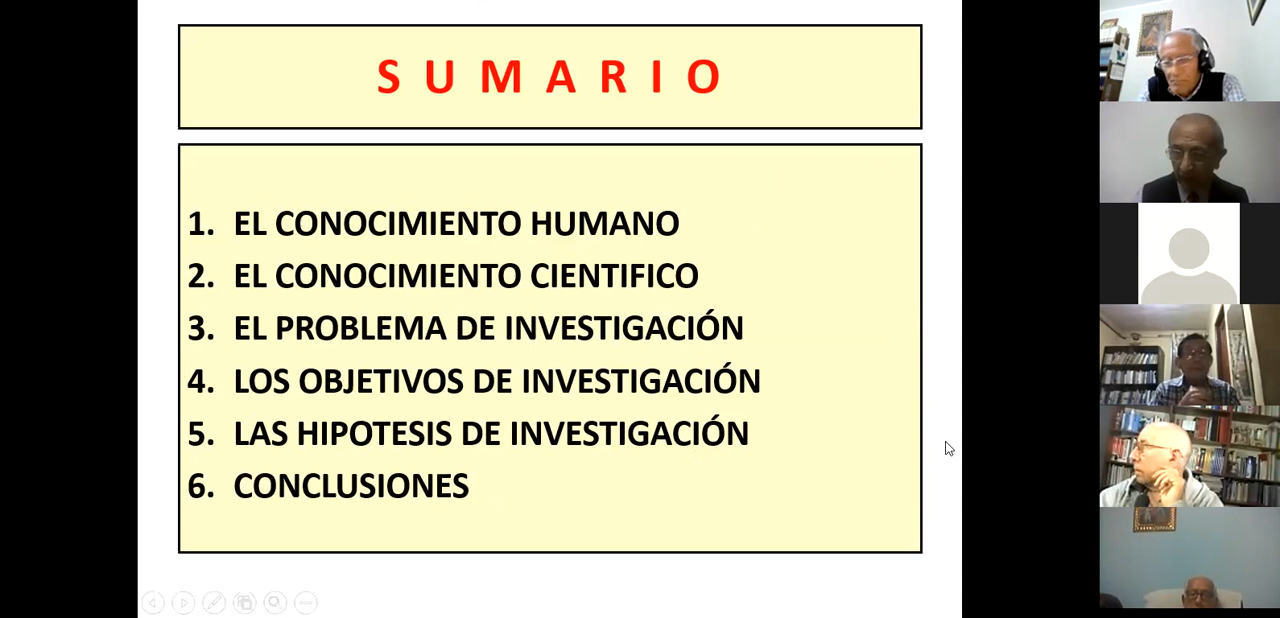 S U M A R I O
1. EL CONOCIMIENTO HUMANO
2. EL CONOCIMIENTO CIENTIFICO
3. EL PROBLEMA DE INVESTIGACIÓN
4. LOS OBJETIVOS DE INVESTIGACIÓN
5. LAS HIPOTESIS DE INVESTIGACIÓN
6. CONCLUSIONES